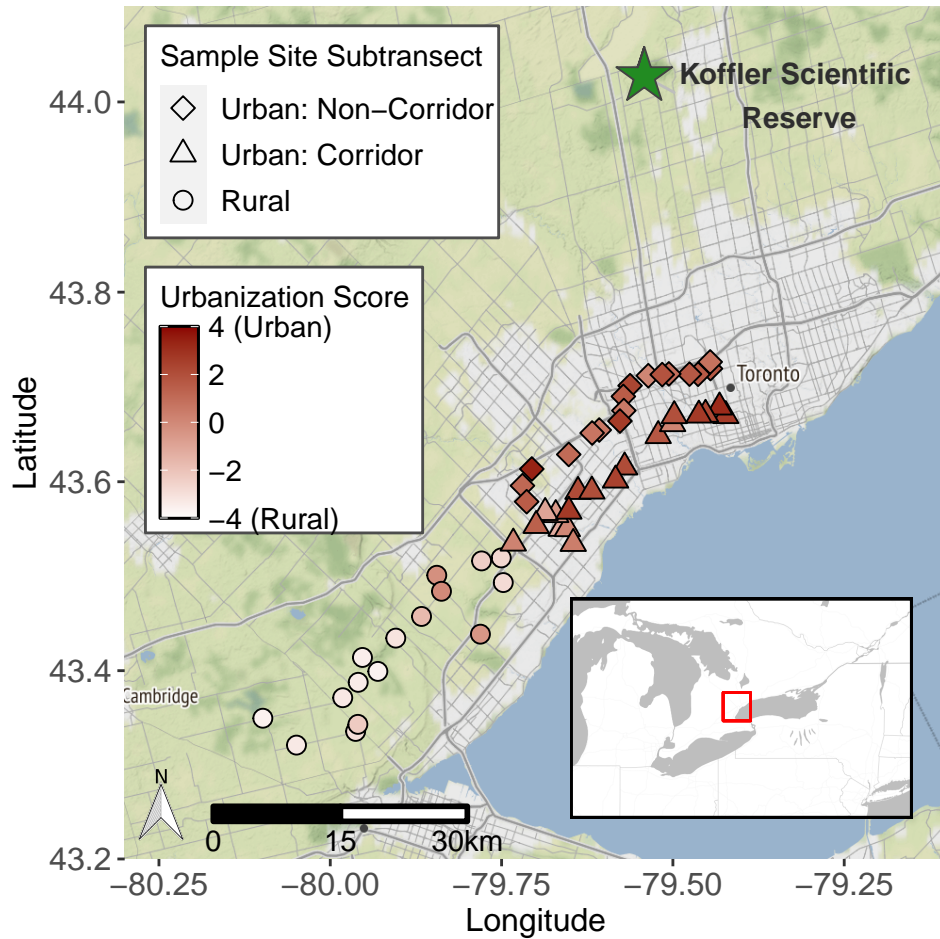 Sample Site Subtransect
Urban: Non−Corridor
Urban: Corridor
Rural
Koffler Scientific
Reserve
Urbanization Score
4 (Urban)
2
0
−2
−4 (Rural)
Toronto
Cambridge
N
0
15
30km
44.0
43.8
43.6
43.4
43.2
Latitude
−80.25
−80.00
−79.75
−79.50
−79.25
Longitude